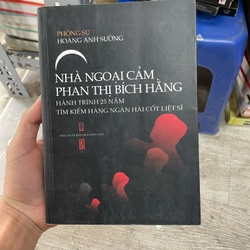 PHÓNG SỰ
HOÀNG ANH SƯỚNG
NHÀ NGOẠI CẢM
PHAN THỊ BÍCH HẰNG
HÀNH TRÌNH 25 NĂM
TÌM KIẾM HÀNG NGÀN HÀI CỐT LIỆT SĨ